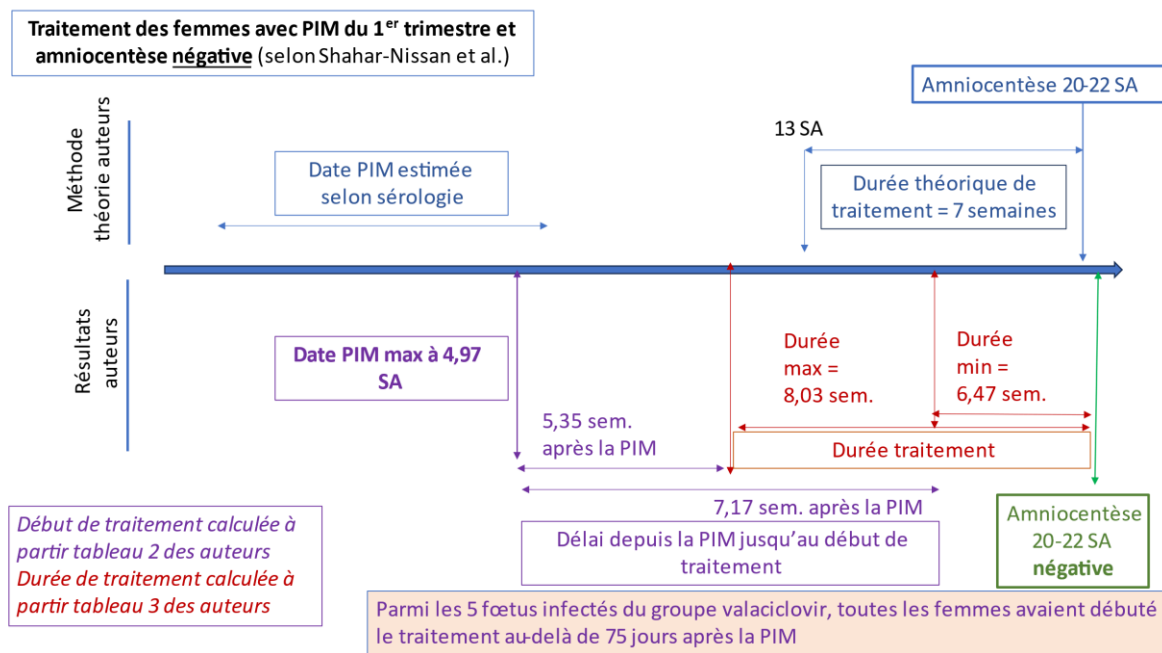 Traitement des femmes avec PIM du 1er trimestre et
amniocentèse négative (selon Shahar-Nissan et al.)
Méthode
théorie auteurs
Date PIM estimée
selon sérologie
13 SA
Amniocentèse 20-22 SA
Durée théorique de
traitement = 7 semaines
Résultats
auteurs
Date PIM max à 4,97
SA
5,35 sem.
après la PIM
Durée
max =
8,03 sem.
Durée
min =
6,47 sem.
Durée traitement
7,17 sem. après la PIM
Délai depuis la PIM jusqu’au début de
traitement
Amniocentèse
20-22 SA
négative
Début de traitement calculée à
partir tableau 2 des auteurs
Durée de traitement calculée à
partir tableau 3 des auteurs
Parmi les 5 fœtus infectés du groupe valaciclovir, toutes les femmes avaient débuté
le traitement au-delà de 75 jours après la PIM